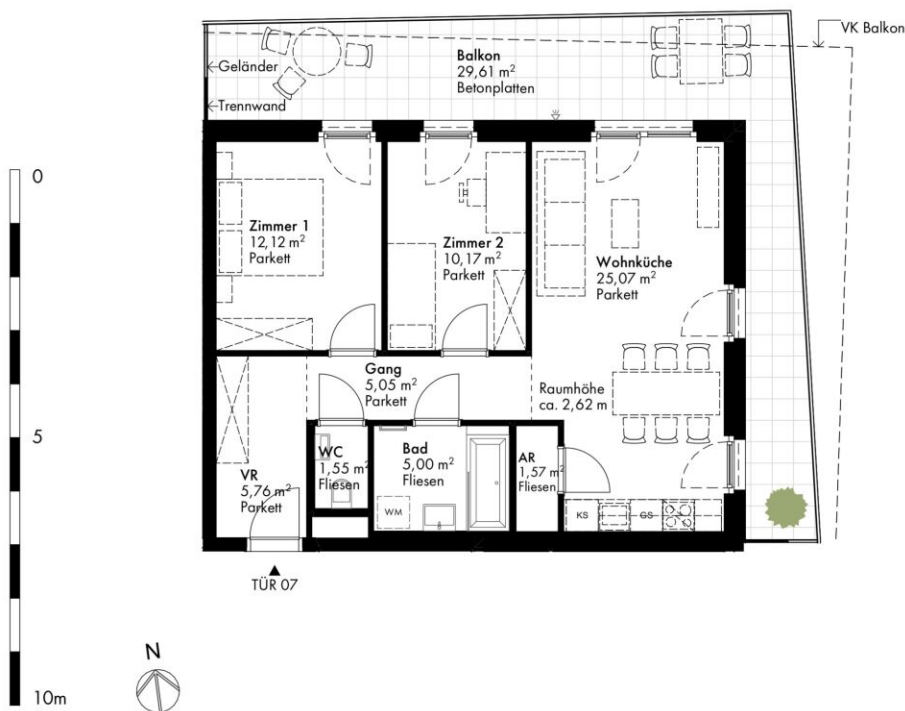 VK Balkon
Balkon
29,61 m²
Betonplatten
Geländer
Trennwand
0
Zimmer 1
12,12 m²
Parkett
Zimmer 2
10,17 m²
Parkett
Wohnküche
25,07 m²
Parkett
Gang
5,05 m²
Parkett
Raumhöhe
ca. 2,62 m
5
WC
1,55 m²
Fliesen
Bad
5,00 m²
Fliesen
AR
1,57 m²
Fliesen
VR
5,76 m²
Parkett
WM
KS
GS
TÜR 07
N
10m